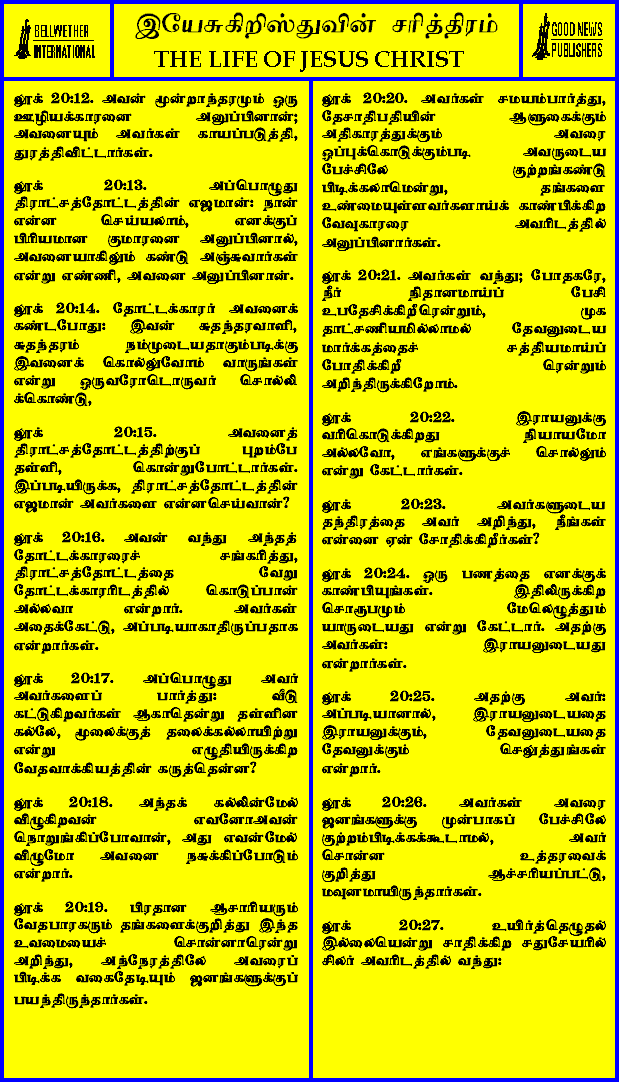 BELLWETHER
INTERNATIONAL
இயேசுகிறிஸ்துவின் சரித்திரம்
THE LIFE OF JESUS CHRIST
GOOD NEWS
PUBLISHERS
லூக் 20:12. அவன் மூன்றாந்தரமும் ஒரு
ஊழியக்காரனை அனுப்பினான்;
அவனையும் அவர்கள் காயப்படுத்தி,
துரத்திவிட்டார்கள்.
லூக் 20:13. அப்பொழுது
திராட்சத்தோட்டத்தின் எஜமான்: நான்
என்ன செய்யலாம், எனக்குப்
பிரியமான குமாரனை அனுப்பினால்,
அவனையாகிலும் கண்டு அஞ்சுவார்கள்
என்று எண்ணி, அவனை அனுப்பினான்.
லூக் 20:14. தோட்டக்காரர் அவனைக்
கண்டபோது: இவன் சுதந்தரவாளி,
சுதந்தரம் நம்முடையதாகும்படிக்கு
இவனைக் கொல்லுவோம் வாருங்கள்
என்று ஒருவரோடொருவர் சொல்லி
க்கொண்டு,
லூக் 20:15. அவனைத்
திராட்சத்தோட்டத்திற்குப் புறம்பே
தள்ளி, கொன்றுபோட்டார்கள்.
இப்படியிருக்க, திராட்சத்தோட்டத்தின்
எஜமான் அவர்களை என்னசெய்வான்?
லூக் 20:16. அவன் வந்து அந்தத்
தோட்டக்காரரைச் சங்கரித்து,
திராட்சத்தோட்டத்தை வேறு
தோட்டக்காரரிடத்தில் கொடுப்பான்
அல்லவா என்றார். அவர்கள்
அதைக்கேட்டு, அப்படியாகாதிருப்பதாக
என்றார்கள்.
லூக் 20:17. அப்பொழுது அவர்
அவர்களைப் பார்த்து: வீடு
கட்டுகிறவர்கள் ஆகாதென்று தள்ளின
கல்லே, மூலைக்குத் தலைக்கல்லாயிற்று
என்று எழுதியிருக்கிற
வேதவாக்கியத்தின் கருத்தென்ன?
லூக் 20:18. அந்தக் கல்லின்மேல்
விழுகிறவன் எவனோஅவன்
நொறுங்கிப்போவான், அது எவன்மேல்
விழுமோ அவனை நசுக்கிப்போடும்
என்றார்.
லூக் 20:19. பிரதான ஆசாரியரும்
வேதபாரகரும் தங்களைக்குறித்து இந்த
உவமையைச் சொன்னாரென்று
அறிந்து, அந்நேரத்திலே அவரைப்
பிடிக்க வகைதேடியும் ஜனங்களுக்குப்
பயந்திருந்தார்கள்.
லூக் 20:20. அவர்கள் சமயம்பார்த்து,
தேசாதிபதியின் ஆளுகைக்கும்
அதிகாரத்துக்கும் அவரை
ஒப்புக்கொடுக்கும்படி அவருடைய
பேச்சிலே குற்றங்கண்டு
பிடிக்கலாமென்று, தங்களை
உண்மையுள்ளவர்களாய்க் காண்பிக்கிற
வேவுகாரரை அவரிடத்தில்
அனுப்பினார்கள்.
லூக் 20:21. அவர்கள் வந்து; போதகரே,
நீர் நிதானமாய்ப் பேசி
உபதேசிக்கிறீரென்றும், முக
தாட்சணியமில்லாமல் தேவனுடைய
மார்க்கத்தைச் சத்தியமாய்ப்
போதிக்கிறீ ரென்றும்
அறிந்திருக்கிறோம்.
லூக் 20:22. இராயனுக்கு
வரிகொடுக்கிறது நியாயமோ
அல்லவோ, எங்களுக்குச் சொல்லும்
என்று கேட்டார்கள்.
லூக் 20:23. அவர்களுடைய
தந்திரத்தை அவர் அறிந்து, நீங்கள்
என்னை ஏன் சோதிக்கிறீர்கள்?
லூக் 20:24. ஒரு பணத்தை எனக்குக்
காண்பியுங்கள். இதிலிருக்கிற
சொரூபமும் மேலெழுத்தும்
யாருடையது என்று கேட்டார். அதற்கு
அவர்கள்: இராயனுடையது
என்றார்கள்.
லூக் 20:25. அதற்கு அவர்:
அப்படியானால், இராயனுடையதை
இராயனுக்கும், தேவனுடையதை
தேவனுக்கும் செலுத்துங்கள்
என்றார்.
லூக் 20:26. அவர்கள் அவரை
ஜனங்களுக்கு முன்பாகப் பேச்சிலே
குற்றம்பிடிக்கக்கூடாமல், அவர்
சொன்ன உத்தரவைக்
குறித்து ஆச்சரியப்பட்டு,
மவுனமாயிருந்தார்கள்.
லூக் 20:27. உயிர்த்தெழுதல்
இல்லையென்று சாதிக்கிற சதுசேயரில்
சிலர் அவரிடத்தில் வந்து: